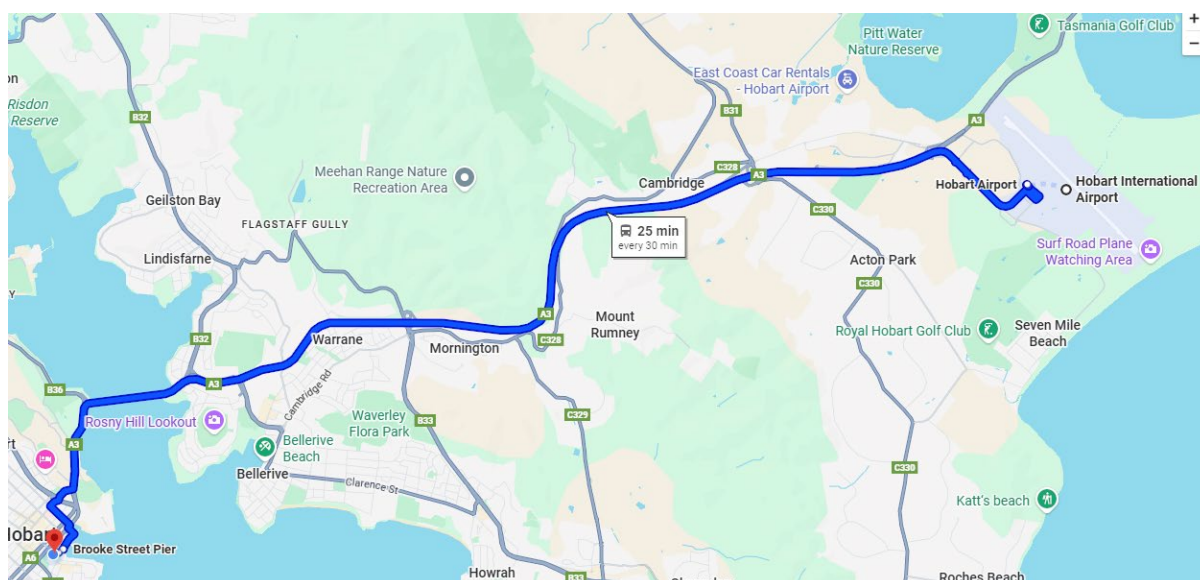 Tasmania Golf Club
Pitt Water
Nature Reserve
+
−
East Coast Car Rentals
- Hobart Airport
Risdon
Reserve
B32
B31
A3
Meehan Range Nature
Recreation Area
Cambridge
C328
A3
Hobart Airport
Hobart International
Airport
Geilston Bay
FLAGSTAFF GULLY
C330
25 min
every 30 min
Surf Road Plane
Watching Area
Lindisfarne
Acton Park
C330
A3
Mount
Rumney
Royal Hobart Golf Club
Seven Mile
Beach
B32
Warrane
Mornington
C328
A3
B36
Cambridge Rd
Rosny Hill Lookout
Waverley
Flora Park
B33
C329
A3
Bellerive
Beach
Bellerive
Clarence St
C330
Katt's beach
Brooke Street Pier
A6
Howrah
B33
Roches Beach